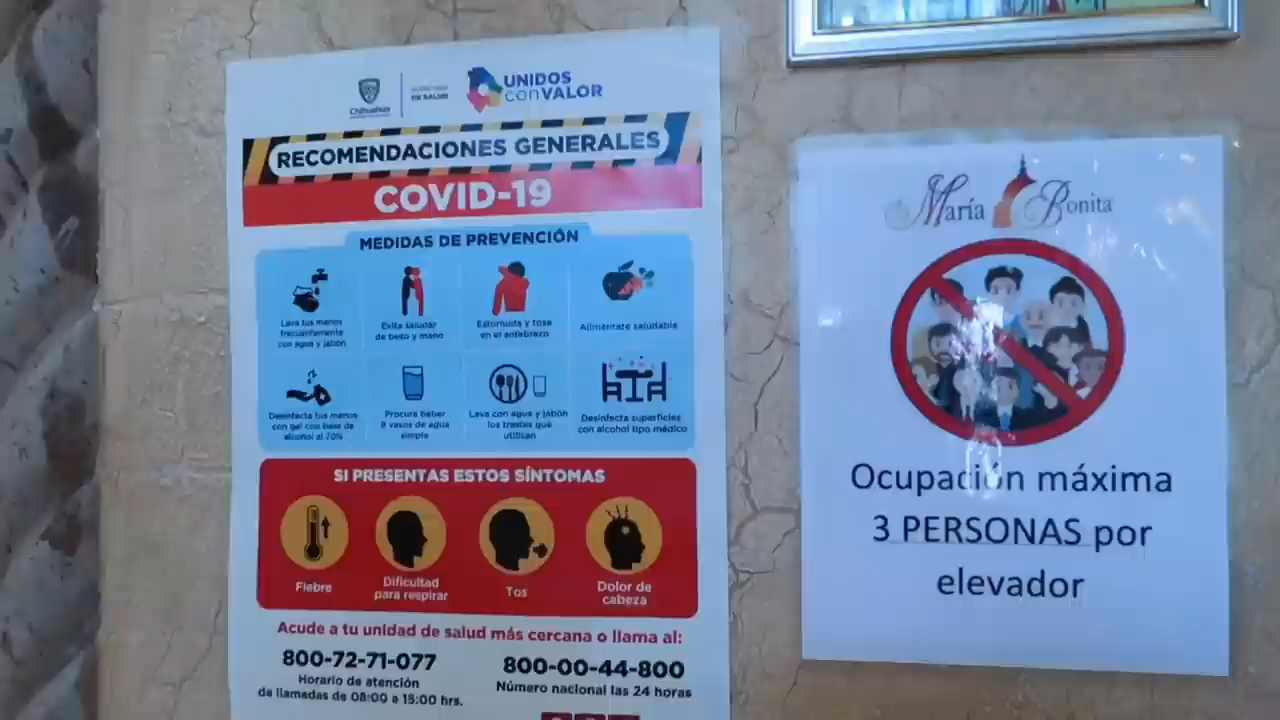 Chihuahua
DE SALUD
UNIDOS
conVALOR
RECOMENDACIONES GENERALES
COVID-19
MEDIDAS DE PREVENCIÓN
Lava tus manos
frecuentemente
con agua y jabón
Evita saludar
de beso y mano
Estornuda y tose
en el antebrazo
Aliméntate saludable
Desinfecta tus manos
con gel con base de
alcohol al 70%
Procura beber
8 vasos de agua
simple
Lava con agua y jabón
los trastes que
utilizan
Desinfecta superficies
con alcohol tipo médico
SI PRESENTAS ESTOS SÍNTOMAS
Fiebre
Dificultad
para respirar
Tos
Dolor de
cabeza
Acude a tu unidad de salud más cercana o llama al:
800-72-71-077
Horario de atención
de llamadas de 08:00 a 15:00 hrs.
800-00-44-800
Número nacional las 24 horas
María Bonita
Ocupación máxima
3 PERSONAS por
elevador